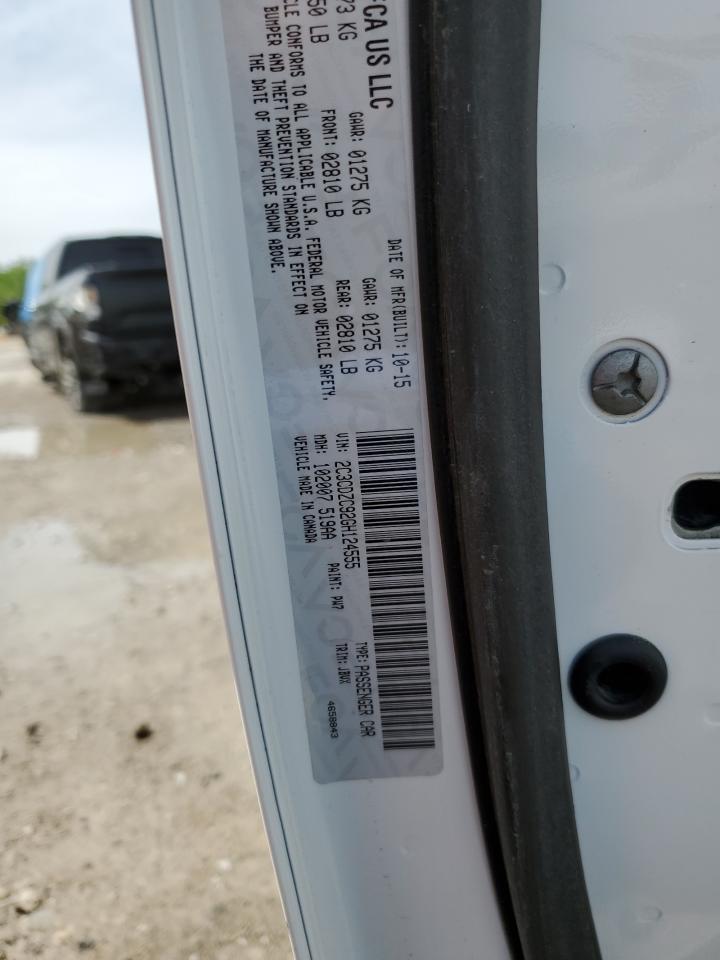 FCA US LLC
DATE OF MFR(BUILT): 10-15
73 KG
GAWR: 01275 KG
GAWR: 01275 KG
50 LB
FRONT: 02810 LB
REAR: 02810 LB
CLE CONFORMS TO ALL APPLICABLE U.S.A. FEDERAL MOTOR VEHICLE SAFETY,
BUMPER AND THEFT PREVENTION STANDARDS IN EFFECT ON
THE DATE OF MANUFACTURE SHOWN ABOVE.
VIN: 2C3CDZC92GH124555
TYPE: PASSENGER CAR
MDH: 102007 519AA
PAINT: PW7
TRIM: JBVX
VEHICLE MADE IN CANADA
4658843